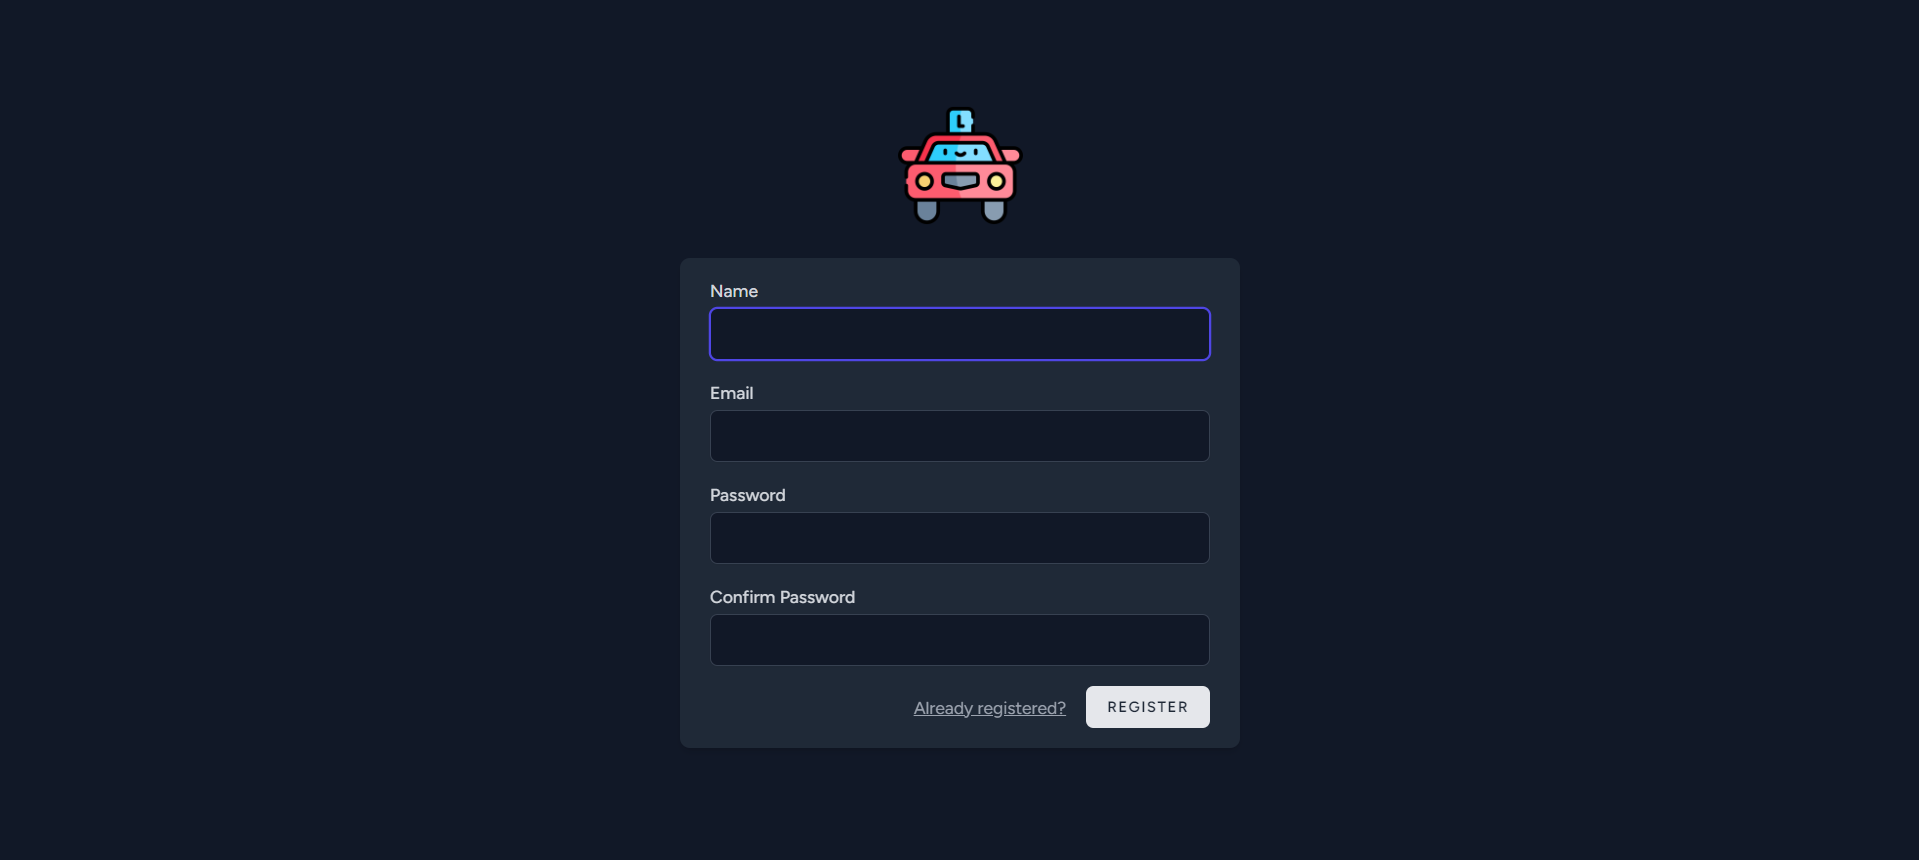 L
Name
Email
Password
Confirm Password
Already registered? REGISTER